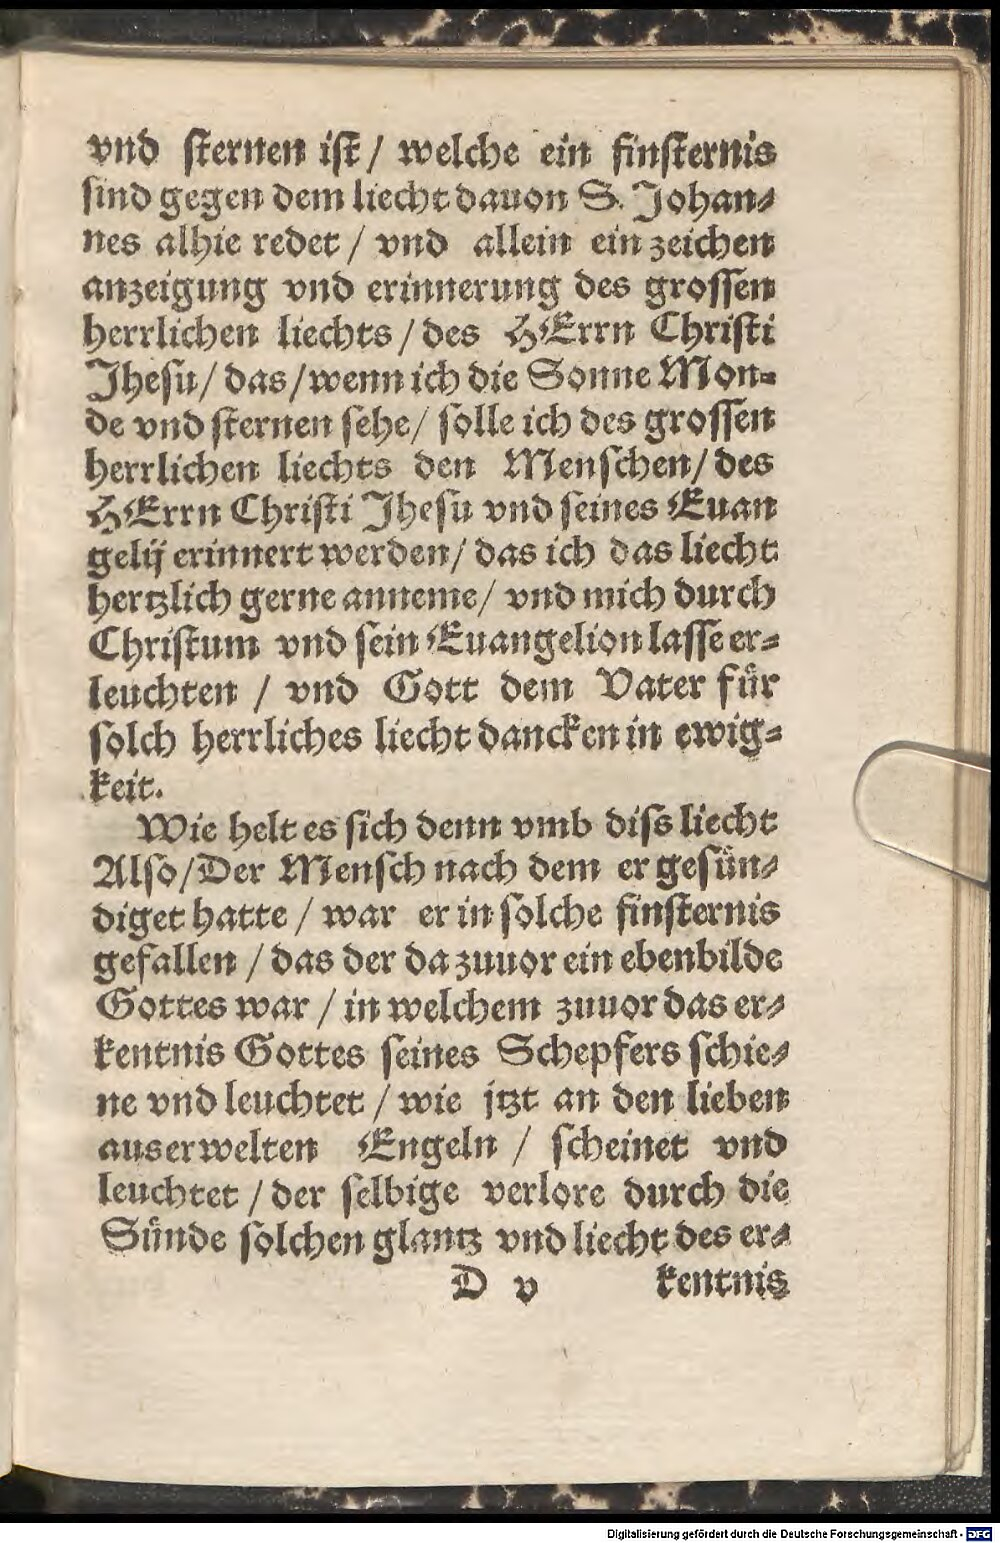 vnd sternen ist / welche ein finsternis
sind gegen dem liecht dauon S. Johan-
nes alhie redet / vnd allein ein zeichen
anzeigung vnd erinnerung des grossen
herrlichen liechts / des HErrn Christi
Jhesu / das / wenn ich die Sonne Mon-
de vnd sternen sehe / solle ich des grossen
herrlichen liechts den Menschen / des
HErrn Christi Jhesu vnd seines Euan
gelij erinnert werden / das ich das liecht
hertzlich gerne anneme / vnd mich durch
Christum vnd sein Euangelion lasse er-
leuchten / vnd Gott dem Vater für
solch herrliches liecht dancken in ewig-
keit.
Wie helt es sich denn vmb diss liecht
Also / Der Mensch nach dem er gesün-
diget hatte / war er in solche finsternis
gefallen / das der da zuuor ein ebenbilde
Gottes war / in welchem zuuor das er-
kentnis Gottes seines Schepfers schie-
ne vnd leuchtet / wie jtzt an den lieben
auserwelten Engeln / scheinet vnd
leuchtet / der selbige verlore durch die
Sünde solchen glantz vnd liecht des er-
D v kentnis
Digitalisierung gefördert durch die Deutsche Forschungsgemeinschaft - DFG